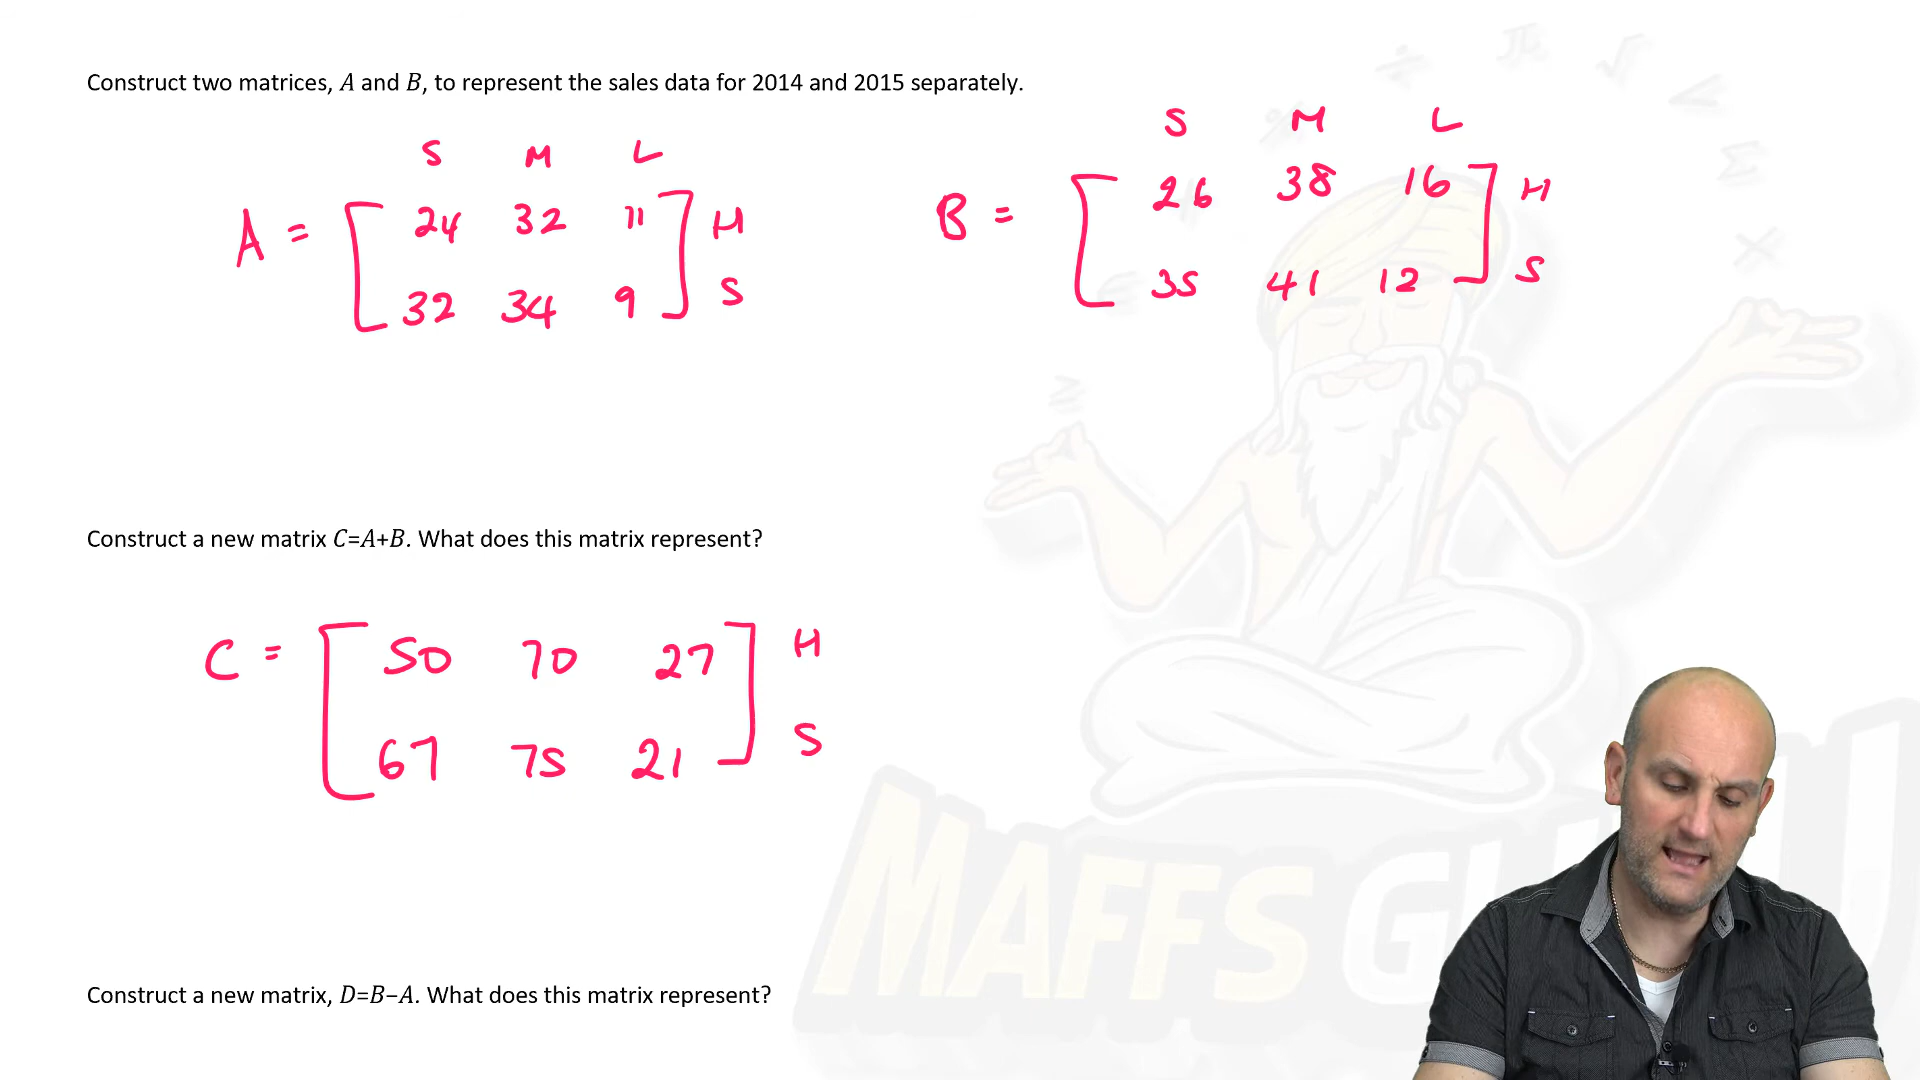 Construct two matrices, A and B, to represent the sales data for 2014 and 2015 separately.
S M L
A = [ 24 32 11 ] H
32 34 9 S
S M L
B = [ 26 38 16 ] H
35 41 12 S
Construct a new matrix C=A+B. What does this matrix represent?
C = [ 50 70 27 ] H
67 75 21 S
Construct a new matrix, D=B−A. What does this matrix represent?